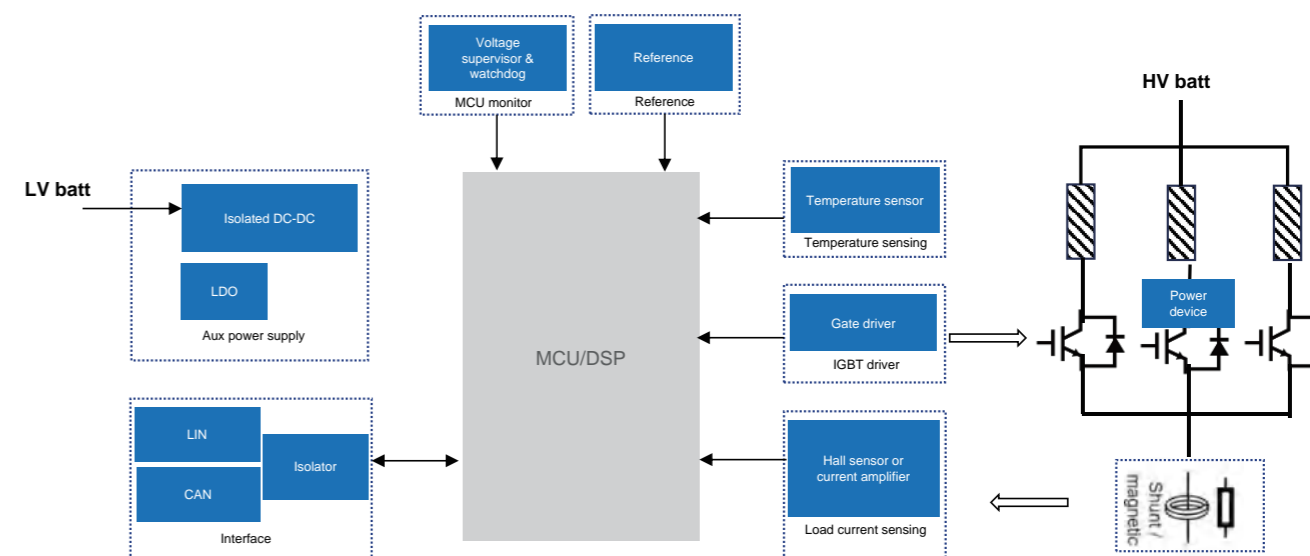 Voltage
supervisor &
watchdog
MCU monitor
Reference
Reference
HV batt
LV batt
Isolated DC-DC
LDO
Aux power supply
MCU/DSP
Temperature sensor
Temperature sensing
Gate driver
IGBT driver
Power
device
LIN
CAN
Isolator
Interface
Hall sensor or
current amplifier
Load current sensing
Shunt /
magnetic